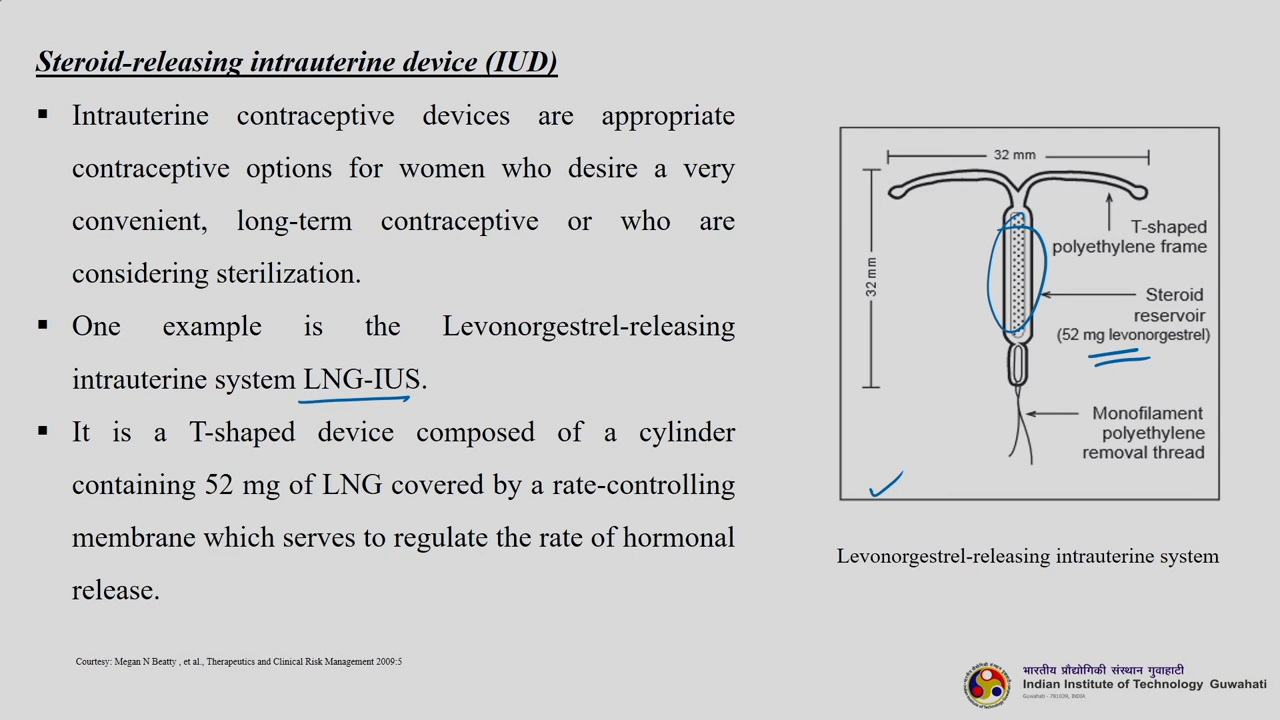 Steroid-releasing intrauterine device (IUD)
▪ Intrauterine contraceptive devices are appropriate
contraceptive options for women who desire a very
convenient, long-term contraceptive or who are
considering sterilization.
▪ One example is the Levonorgestrel-releasing
intrauterine system LNG-IUS.
▪ It is a T-shaped device composed of a cylinder
containing 52 mg of LNG covered by a rate-controlling
membrane which serves to regulate the rate of hormonal
release.
32 mm
32 mm
T-shaped
polyethylene frame
Steroid
reservoir
(52 mg levonorgestrel)
Monofilament
polyethylene
removal thread
Levonorgestrel-releasing intrauterine system
Courtesy: Megan N Beatty , et al., Therapeutics and Clinical Risk Management 2009:5
भारतीय प्रौद्योगिकी संस्थान गुवाहाटी
Indian Institute of Technology Guwahati
Guwahati - 781039, INDIA